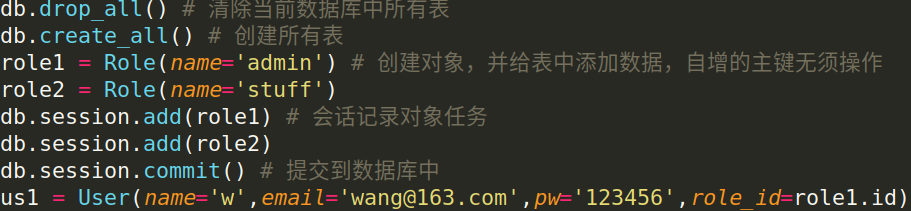 db.drop_all() # 清除当前数据库中所有表
db.create_all() # 创建所有表
role1 = Role(name='admin') # 创建对象，并给表中添加数据，自增的主键无须操作
role2 = Role(name='stuff')
db.session.add(role1) # 会话记录对象任务
db.session.add(role2)
db.session.commit() # 提交到数据库中
us1 = User(name='w',email='wang@163.com',pw='123456',role_id=role1.id)